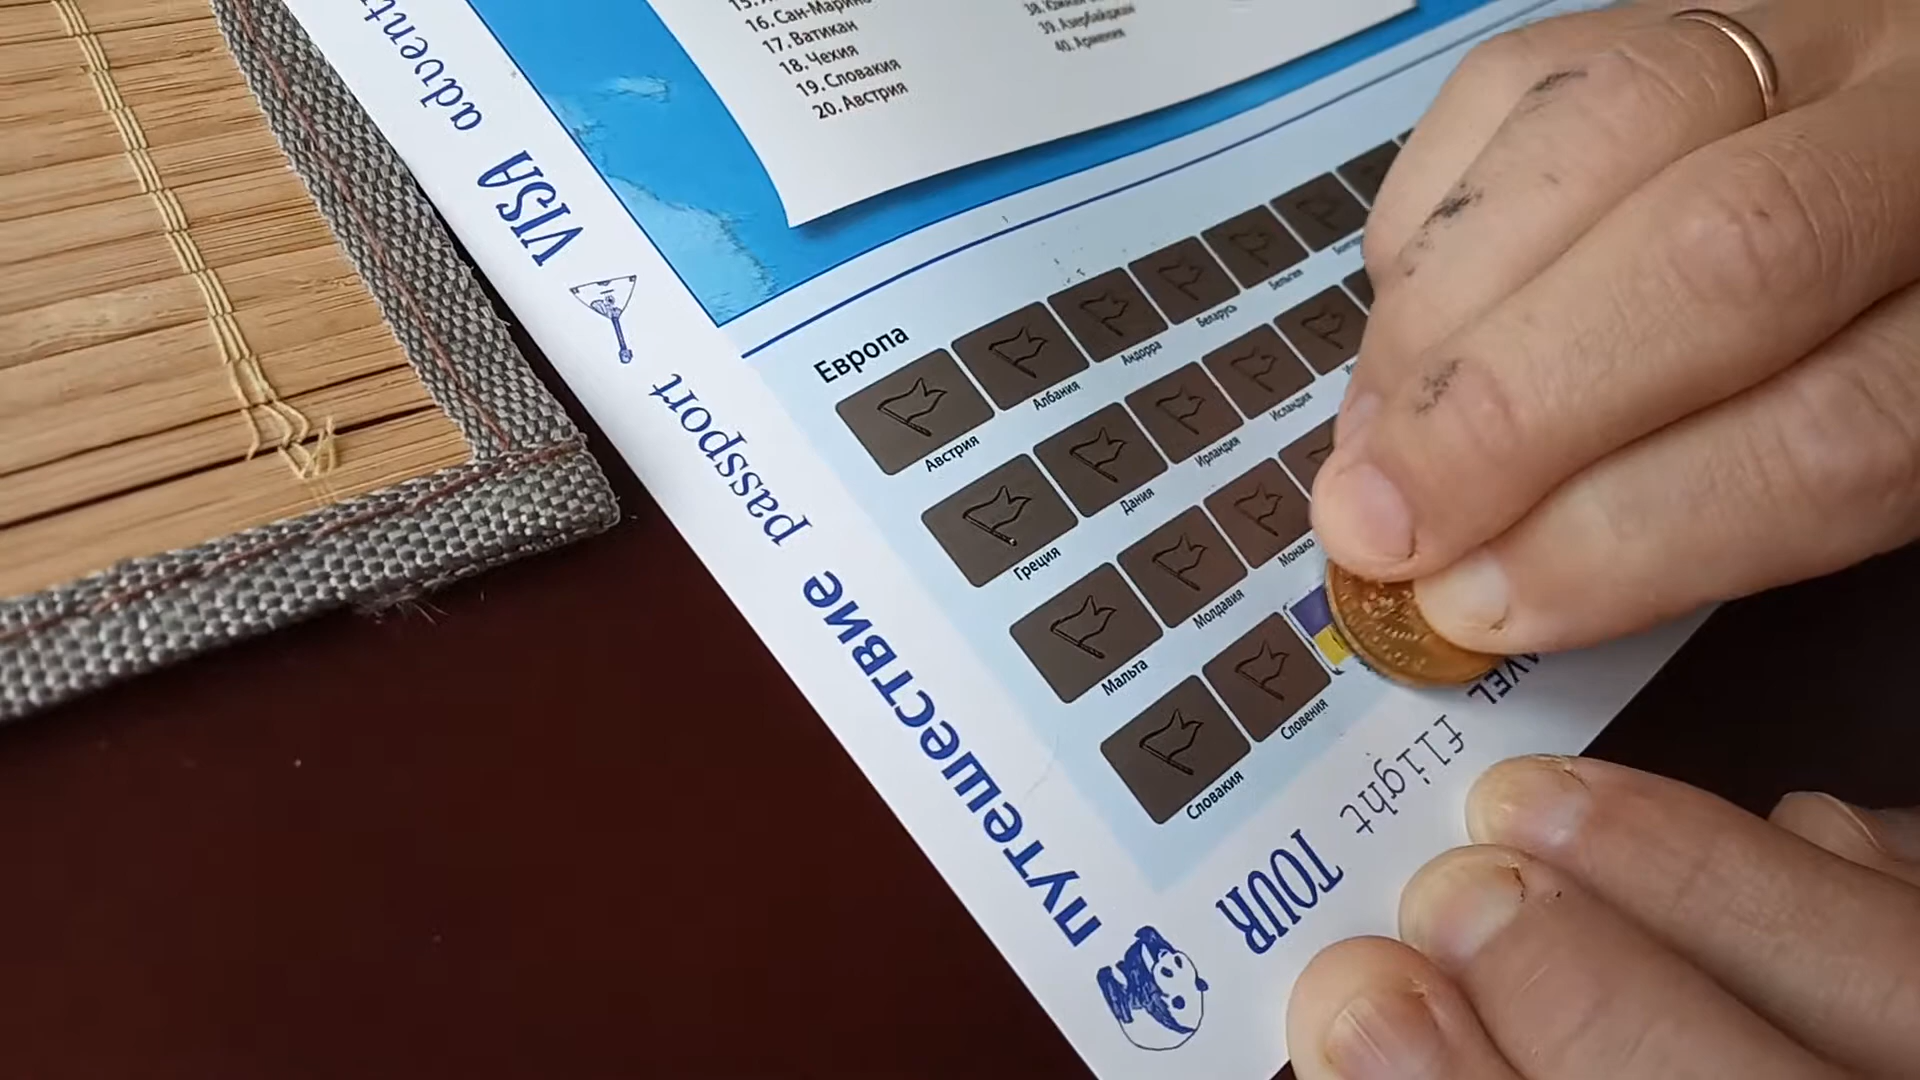 16. Сан-Марино
17. Ватикан
18. Чехия
19. Словакия
20. Австрия
39. Азербайджан
40. Армения
Европа
Австрия
Албания
Андорра
Беларусь
Бельгия
Греция
Дания
Ирландия
Исландия
Мальта
Молдавия
Монако
Словакия
Словения
VISA
passport
путешествие
TOUR
flight